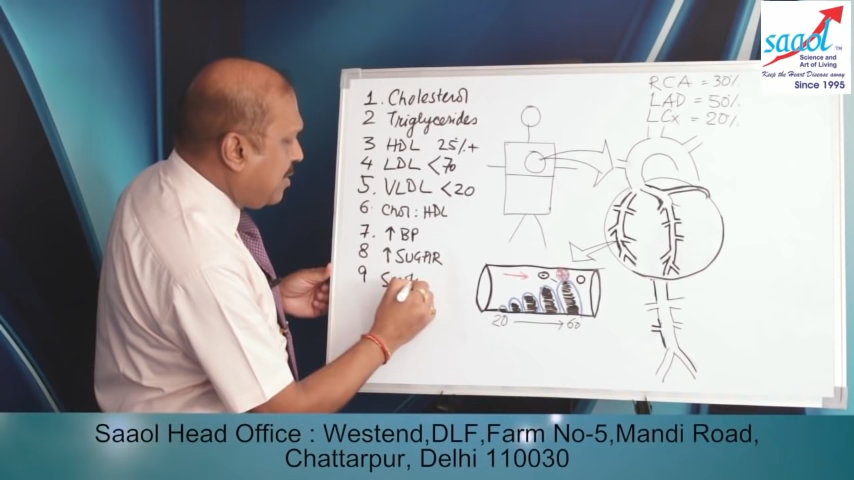 saaol TM
Science and
Art of Living
Keep the Heart Disease away
Since 1995
RCA = 30%
LAD = 50%
LCx = 20%
1. Cholesterol
2 Triglycerides
3 HDL 25%+
4 LDL <70
5. VLDL <20
6. Chol : HDL
7. ↑ BP
8 ↑ SUGAR
9
20 → 60
Saaol Head Office : Westend,DLF,Farm No-5,Mandi Road,
Chattarpur, Delhi 110030